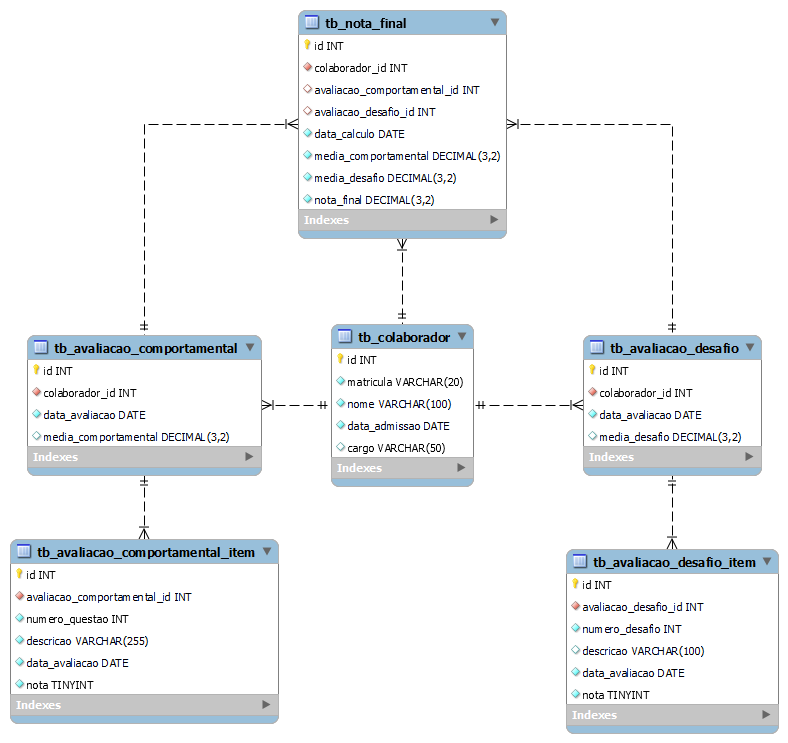 tb_nota_final
id INT
colaborador_id INT
avaliacao_comportamental_id INT
avaliacao_desafio_id INT
data_calculo DATE
media_comportamental DECIMAL(3,2)
media_desafio DECIMAL(3,2)
nota_final DECIMAL(3,2)
Indexes
tb_avaliacao_comportamental
id INT
colaborador_id INT
data_avaliacao DATE
media_comportamental DECIMAL(3,2)
Indexes
tb_colaborador
id INT
matricula VARCHAR(20)
nome VARCHAR(100)
data_admissao DATE
cargo VARCHAR(50)
Indexes
tb_avaliacao_desafio
id INT
colaborador_id INT
data_avaliacao DATE
media_desafio DECIMAL(3,2)
Indexes
tb_avaliacao_comportamental_item
id INT
avaliacao_comportamental_id INT
numero_questao INT
descricao VARCHAR(255)
data_avaliacao DATE
nota TINYINT
Indexes
tb_avaliacao_desafio_item
id INT
avaliacao_desafio_id INT
numero_desafio INT
descricao VARCHAR(100)
data_avaliacao DATE
nota TINYINT
Indexes